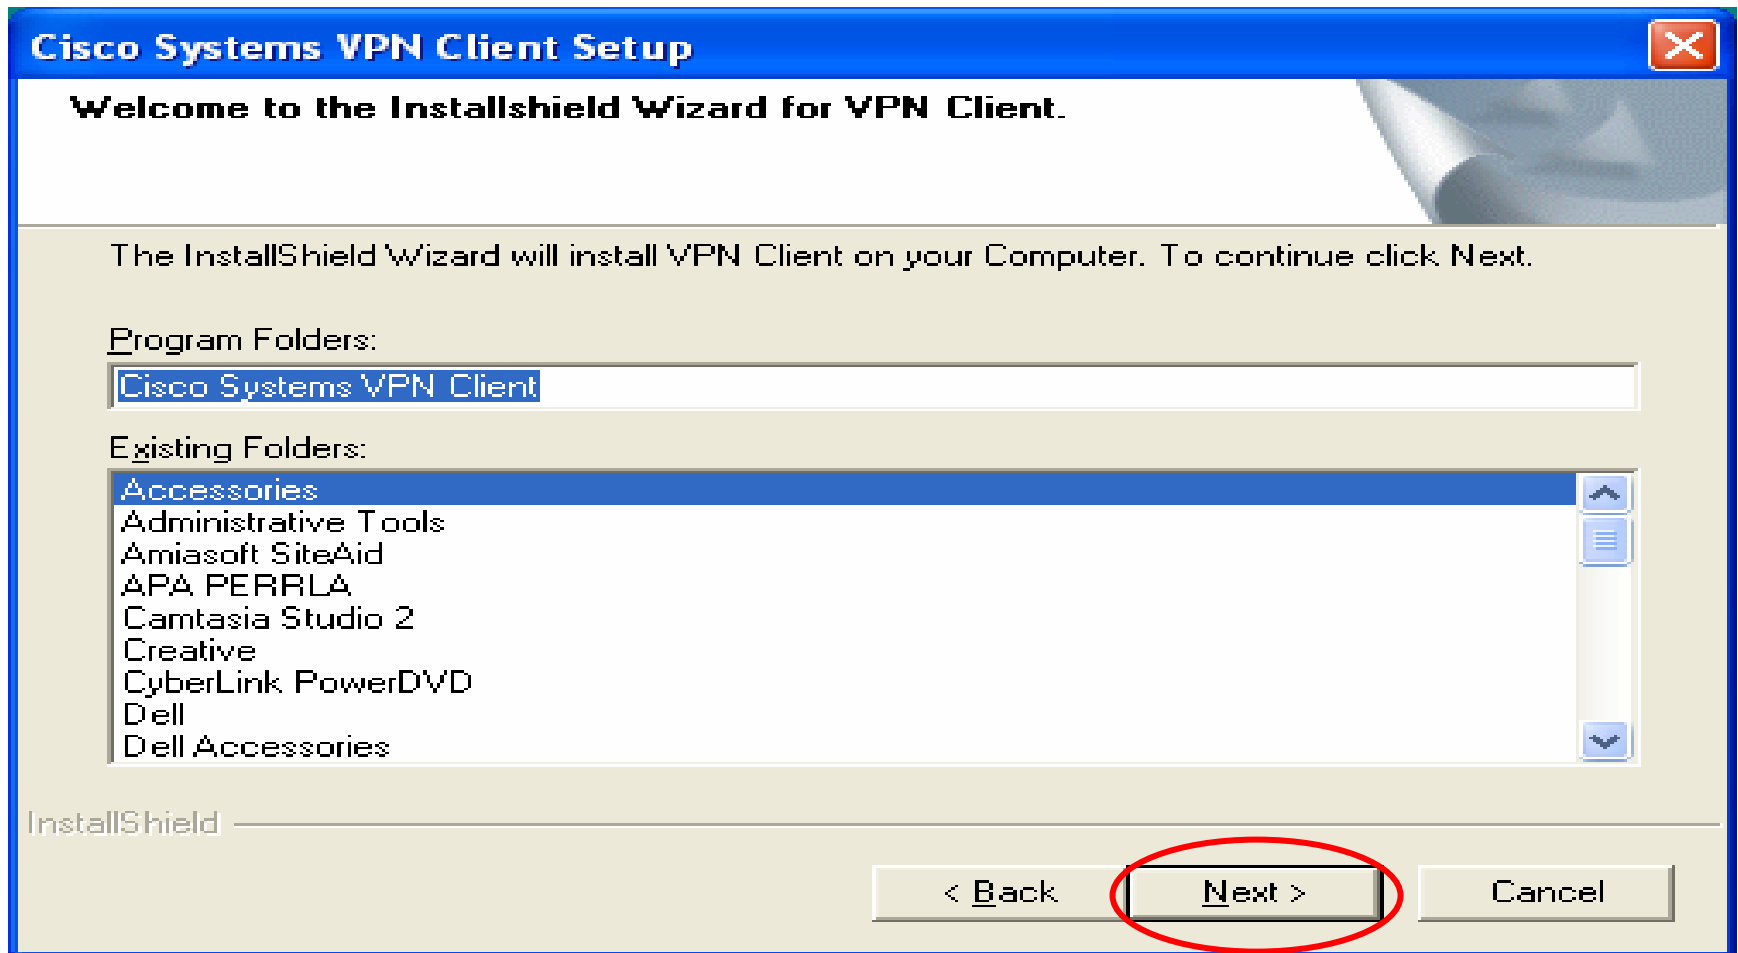 Cisco Systems VPN Client Setup
Welcome to the Installshield Wizard for VPN Client.
The InstallShield Wizard will install VPN Client on your Computer. To continue click Next.
Program Folders:
Cisco Systems VPN Client
Existing Folders:
Accessories
Administrative Tools
Amiasoft SiteAid
APA PERRLA
Camtasia Studio 2
Creative
CyberLink PowerDVD
Dell
Dell Accessories
InstallShield
< Back Next > Cancel